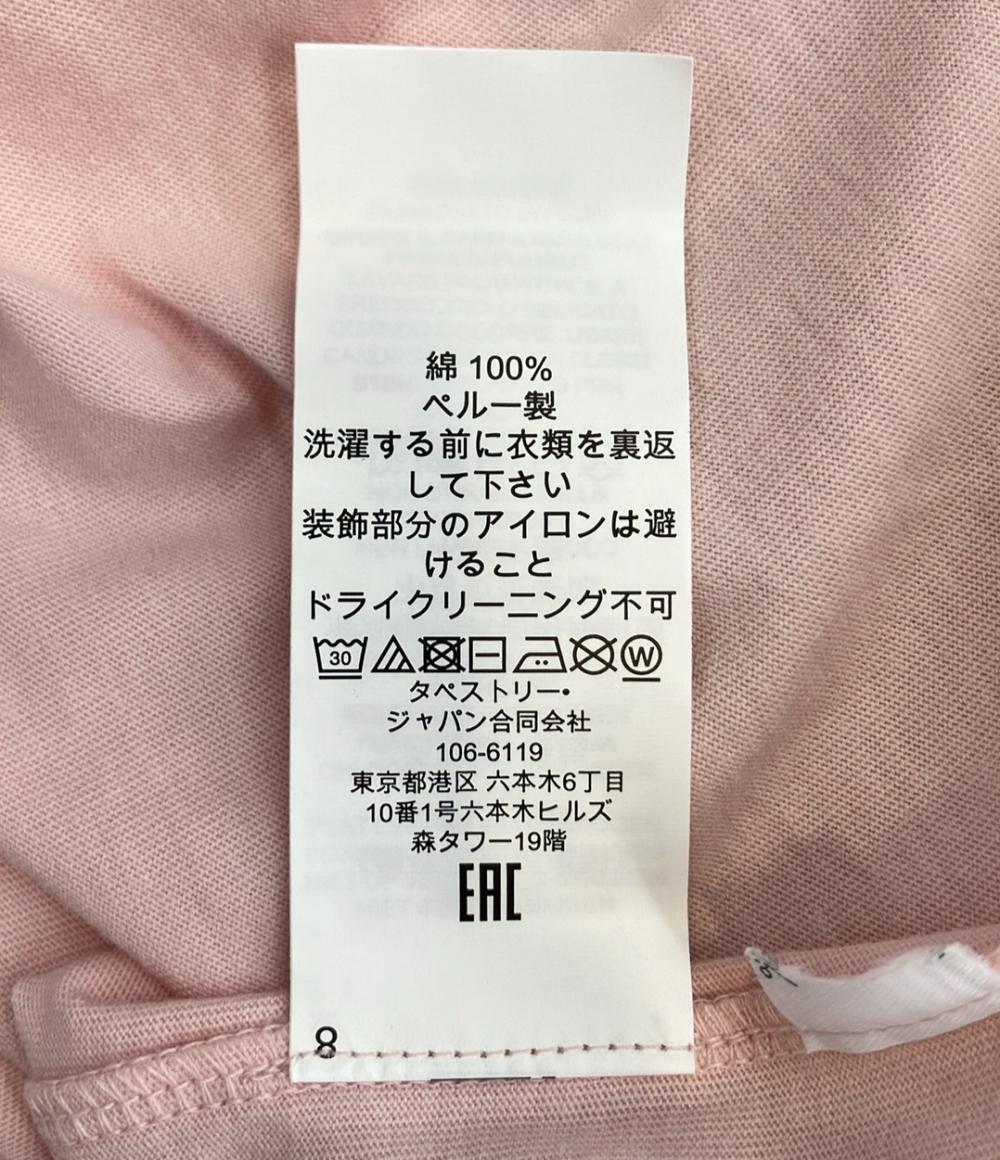 綿 100%
ペルー製
洗濯する前に衣類を裏返
して下さい
装飾部分のアイロンは避
けること
ドライクリーニング不可
30 W
タペストリー・
ジャパン合同会社
106-6119
東京都港区 六本木6丁目
10番1号六本木ヒルズ
森タワー19階
EAC
8